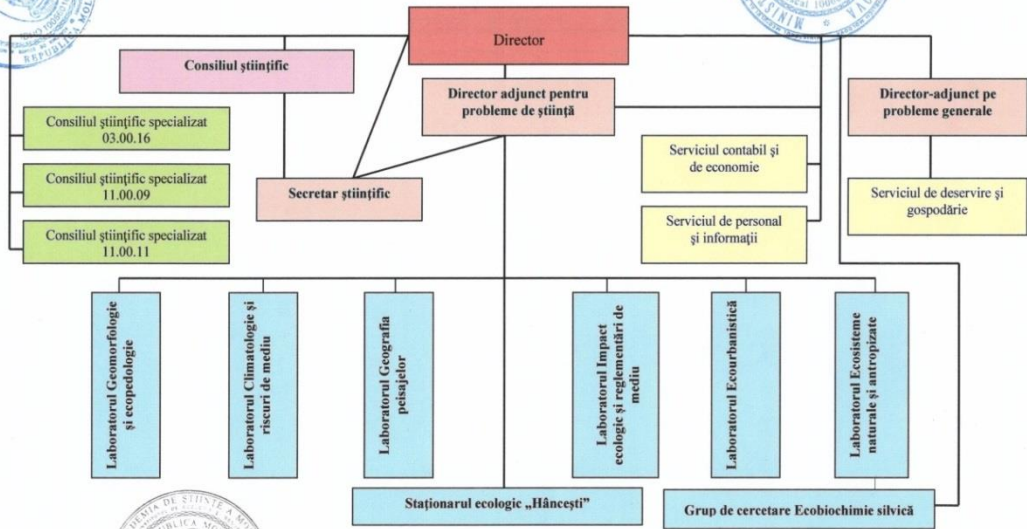 Director
Consiliul științific
Director adjunct pentru
probleme de știință
Director-adjunct pe
probleme generale
Consiliul științific specializat
03.00.16
Consiliul științific specializat
11.00.09
Consiliul științific specializat
11.00.11
Secretar științific
Serviciul contabil și
de economie
Serviciul de personal
și informații
Serviciul de deservire și
gospodărie
Laboratorul Geomorfologie
și ecopedologie
Laboratorul Climatologie și
riscuri de mediu
Laboratorul Geografia
peisajelor
Laboratorul Impact
ecologic și reglementări de
mediu
Laboratorul Ecourbanistică
Laboratorul Ecosisteme
naturale și antropizate
Staționarul ecologic „Hâncești”
Grup de cercetare Ecobiochimie silvică
REPUBLICA MOL
MINIST